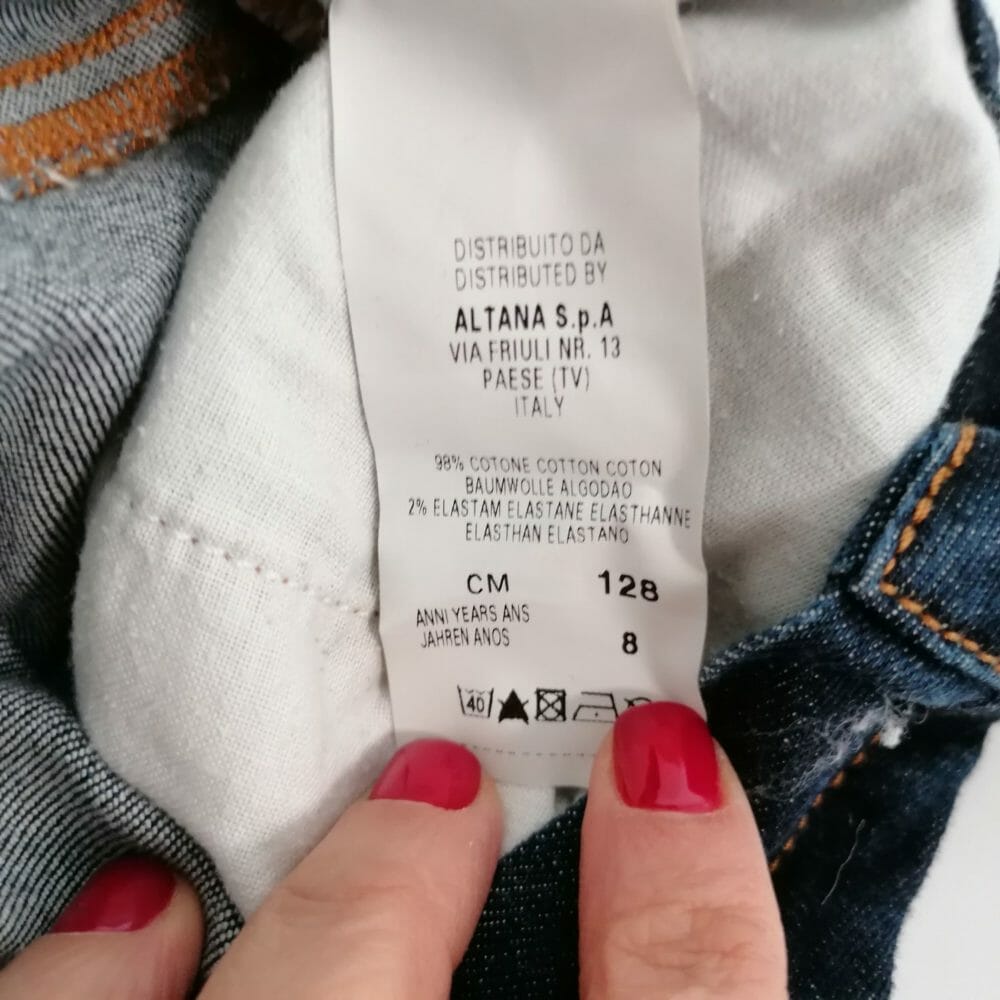 DISTRIBUITO DA
DISTRIBUTED BY
ALTANA S.p.A
VIA FRIULI NR. 13
PAESE (TV)
ITALY
98% COTONE COTTON COTON
BAUMWOLLE ALGODAO
2% ELASTAM ELASTANE ELASTHANNE
ELASTHAN ELASTANO
CM 128
ANNI YEARS ANS
JAHREN ANOS 8
40